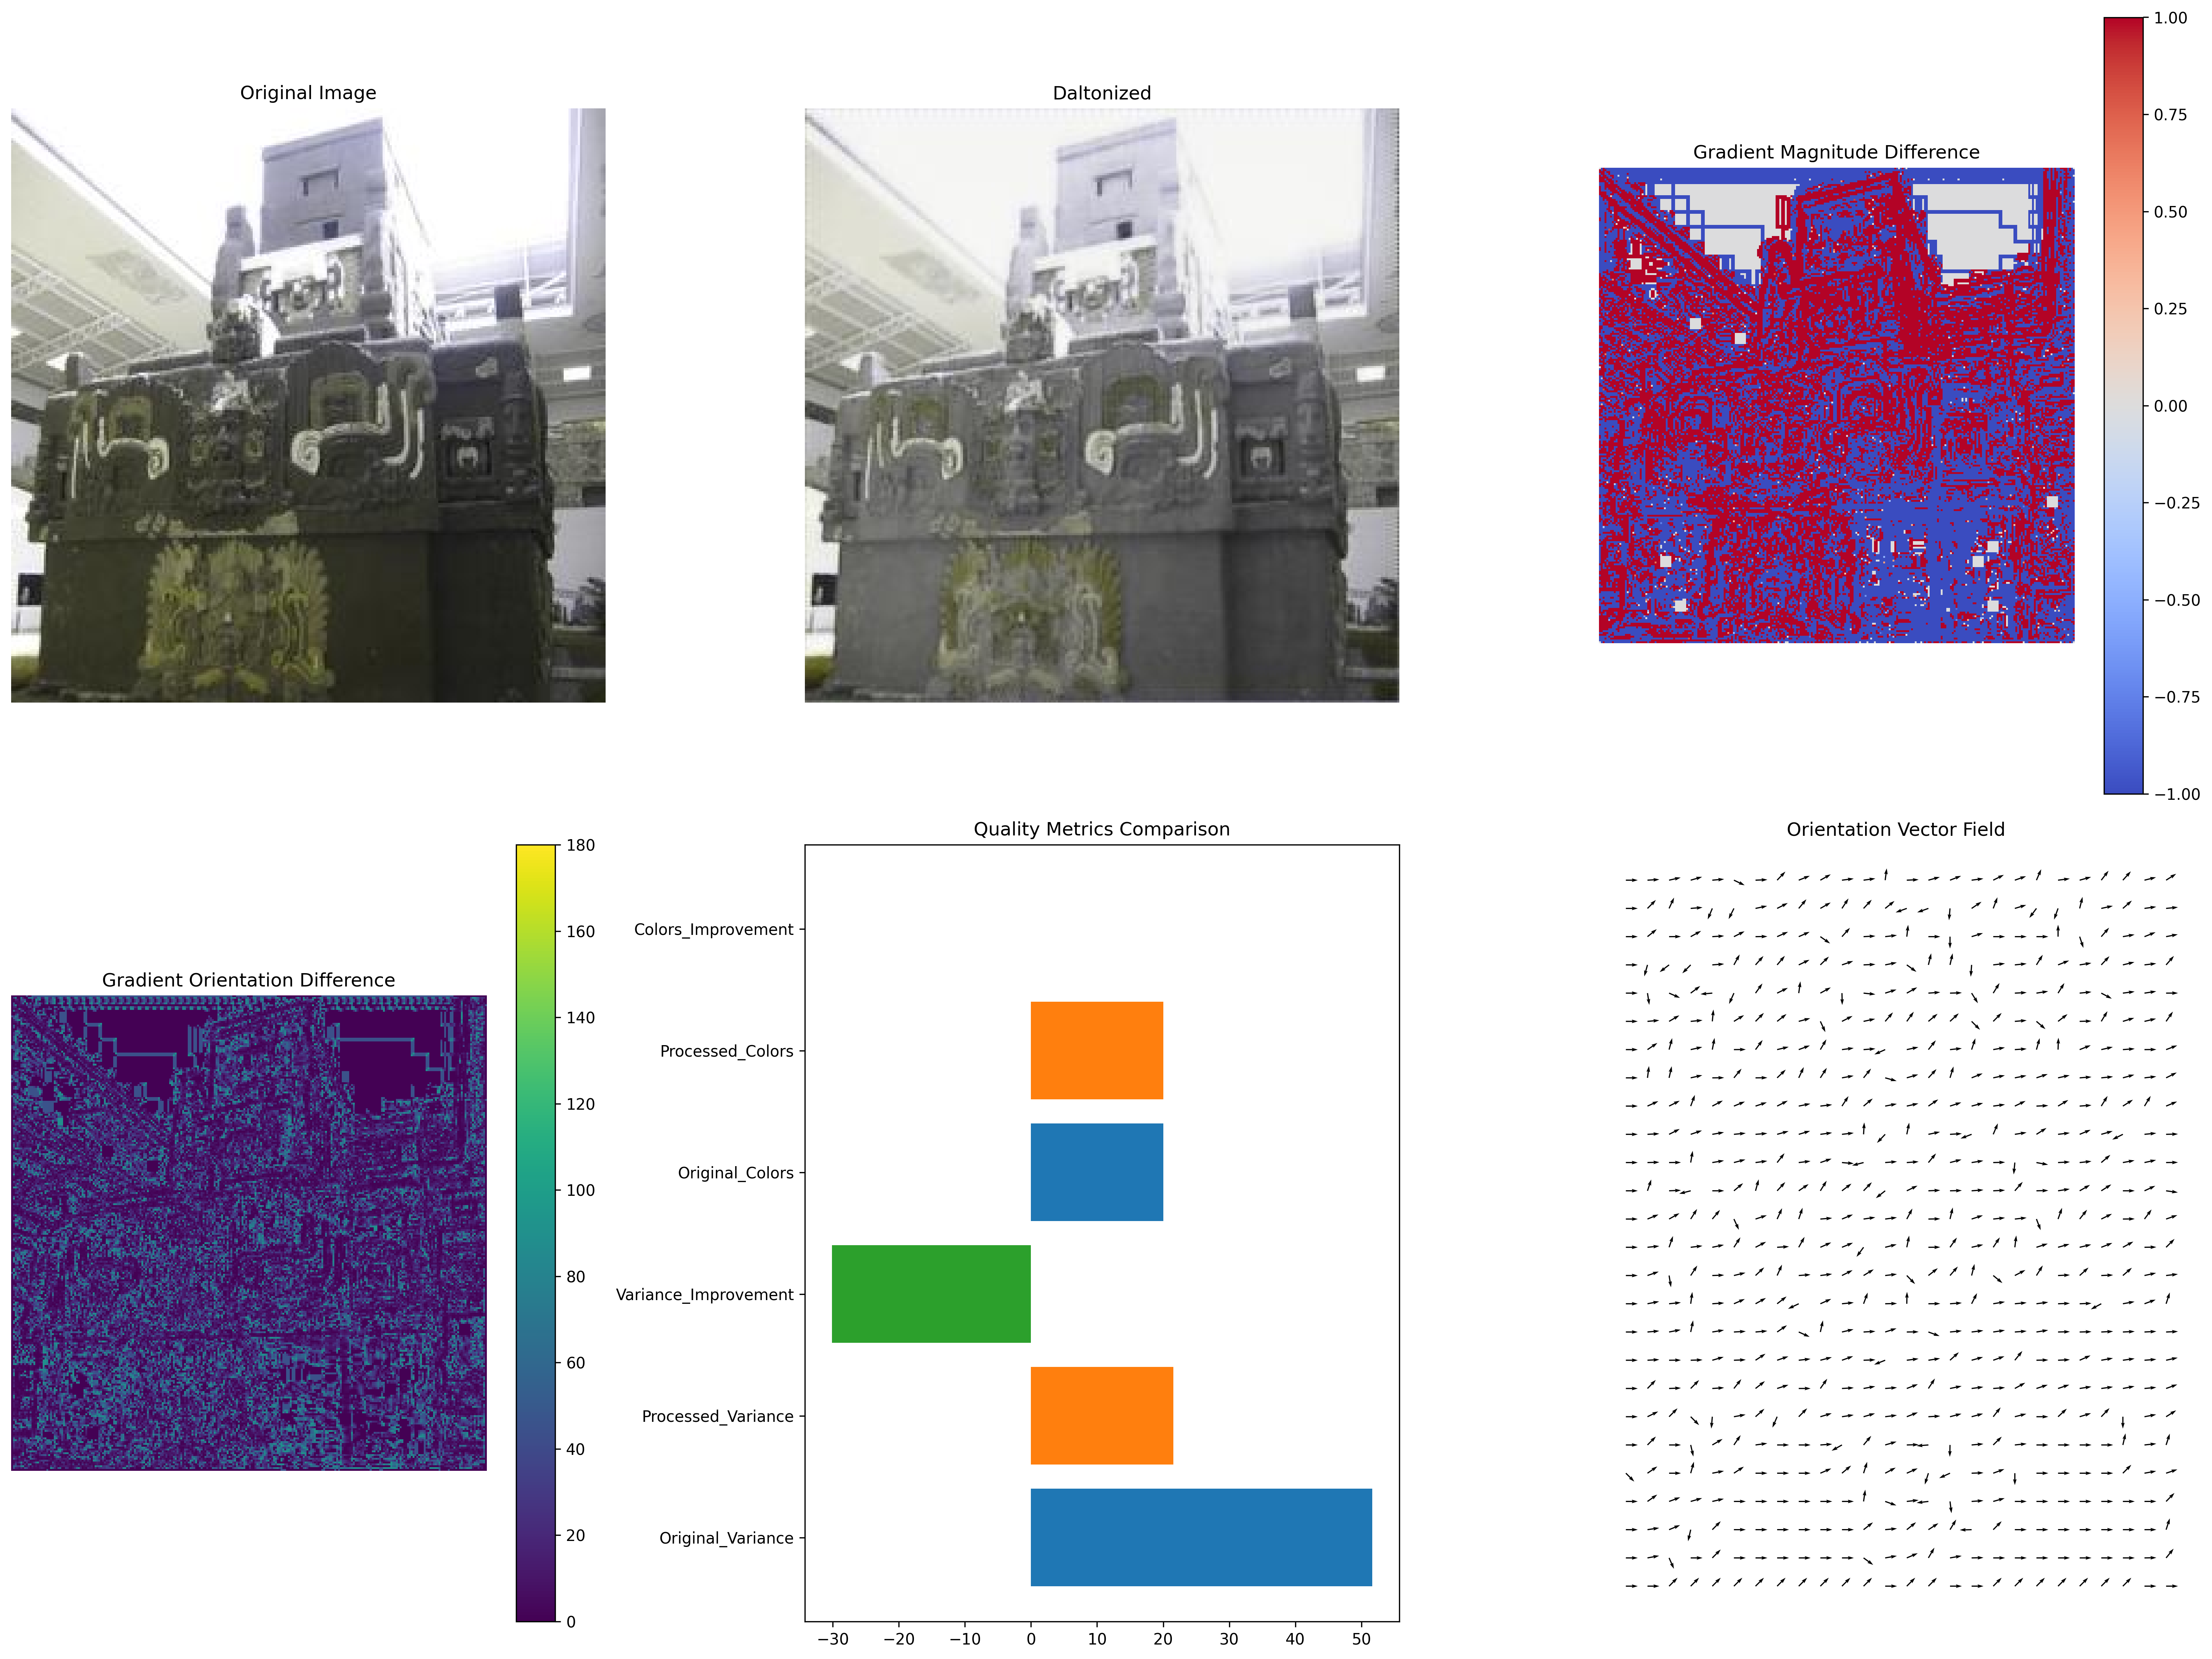 Original Image
Daltonized
Gradient Magnitude Difference
1.00
0.75
0.50
0.25
0.00
−0.25
−0.50
−0.75
−1.00
Gradient Orientation Difference
180
160
140
120
100
80
60
40
20
0
Quality Metrics Comparison
Colors_Improvement
Processed_Colors
Original_Colors
Variance_Improvement
Processed_Variance
Original_Variance
−30 −20 −10 0 10 20 30 40 50
Orientation Vector Field